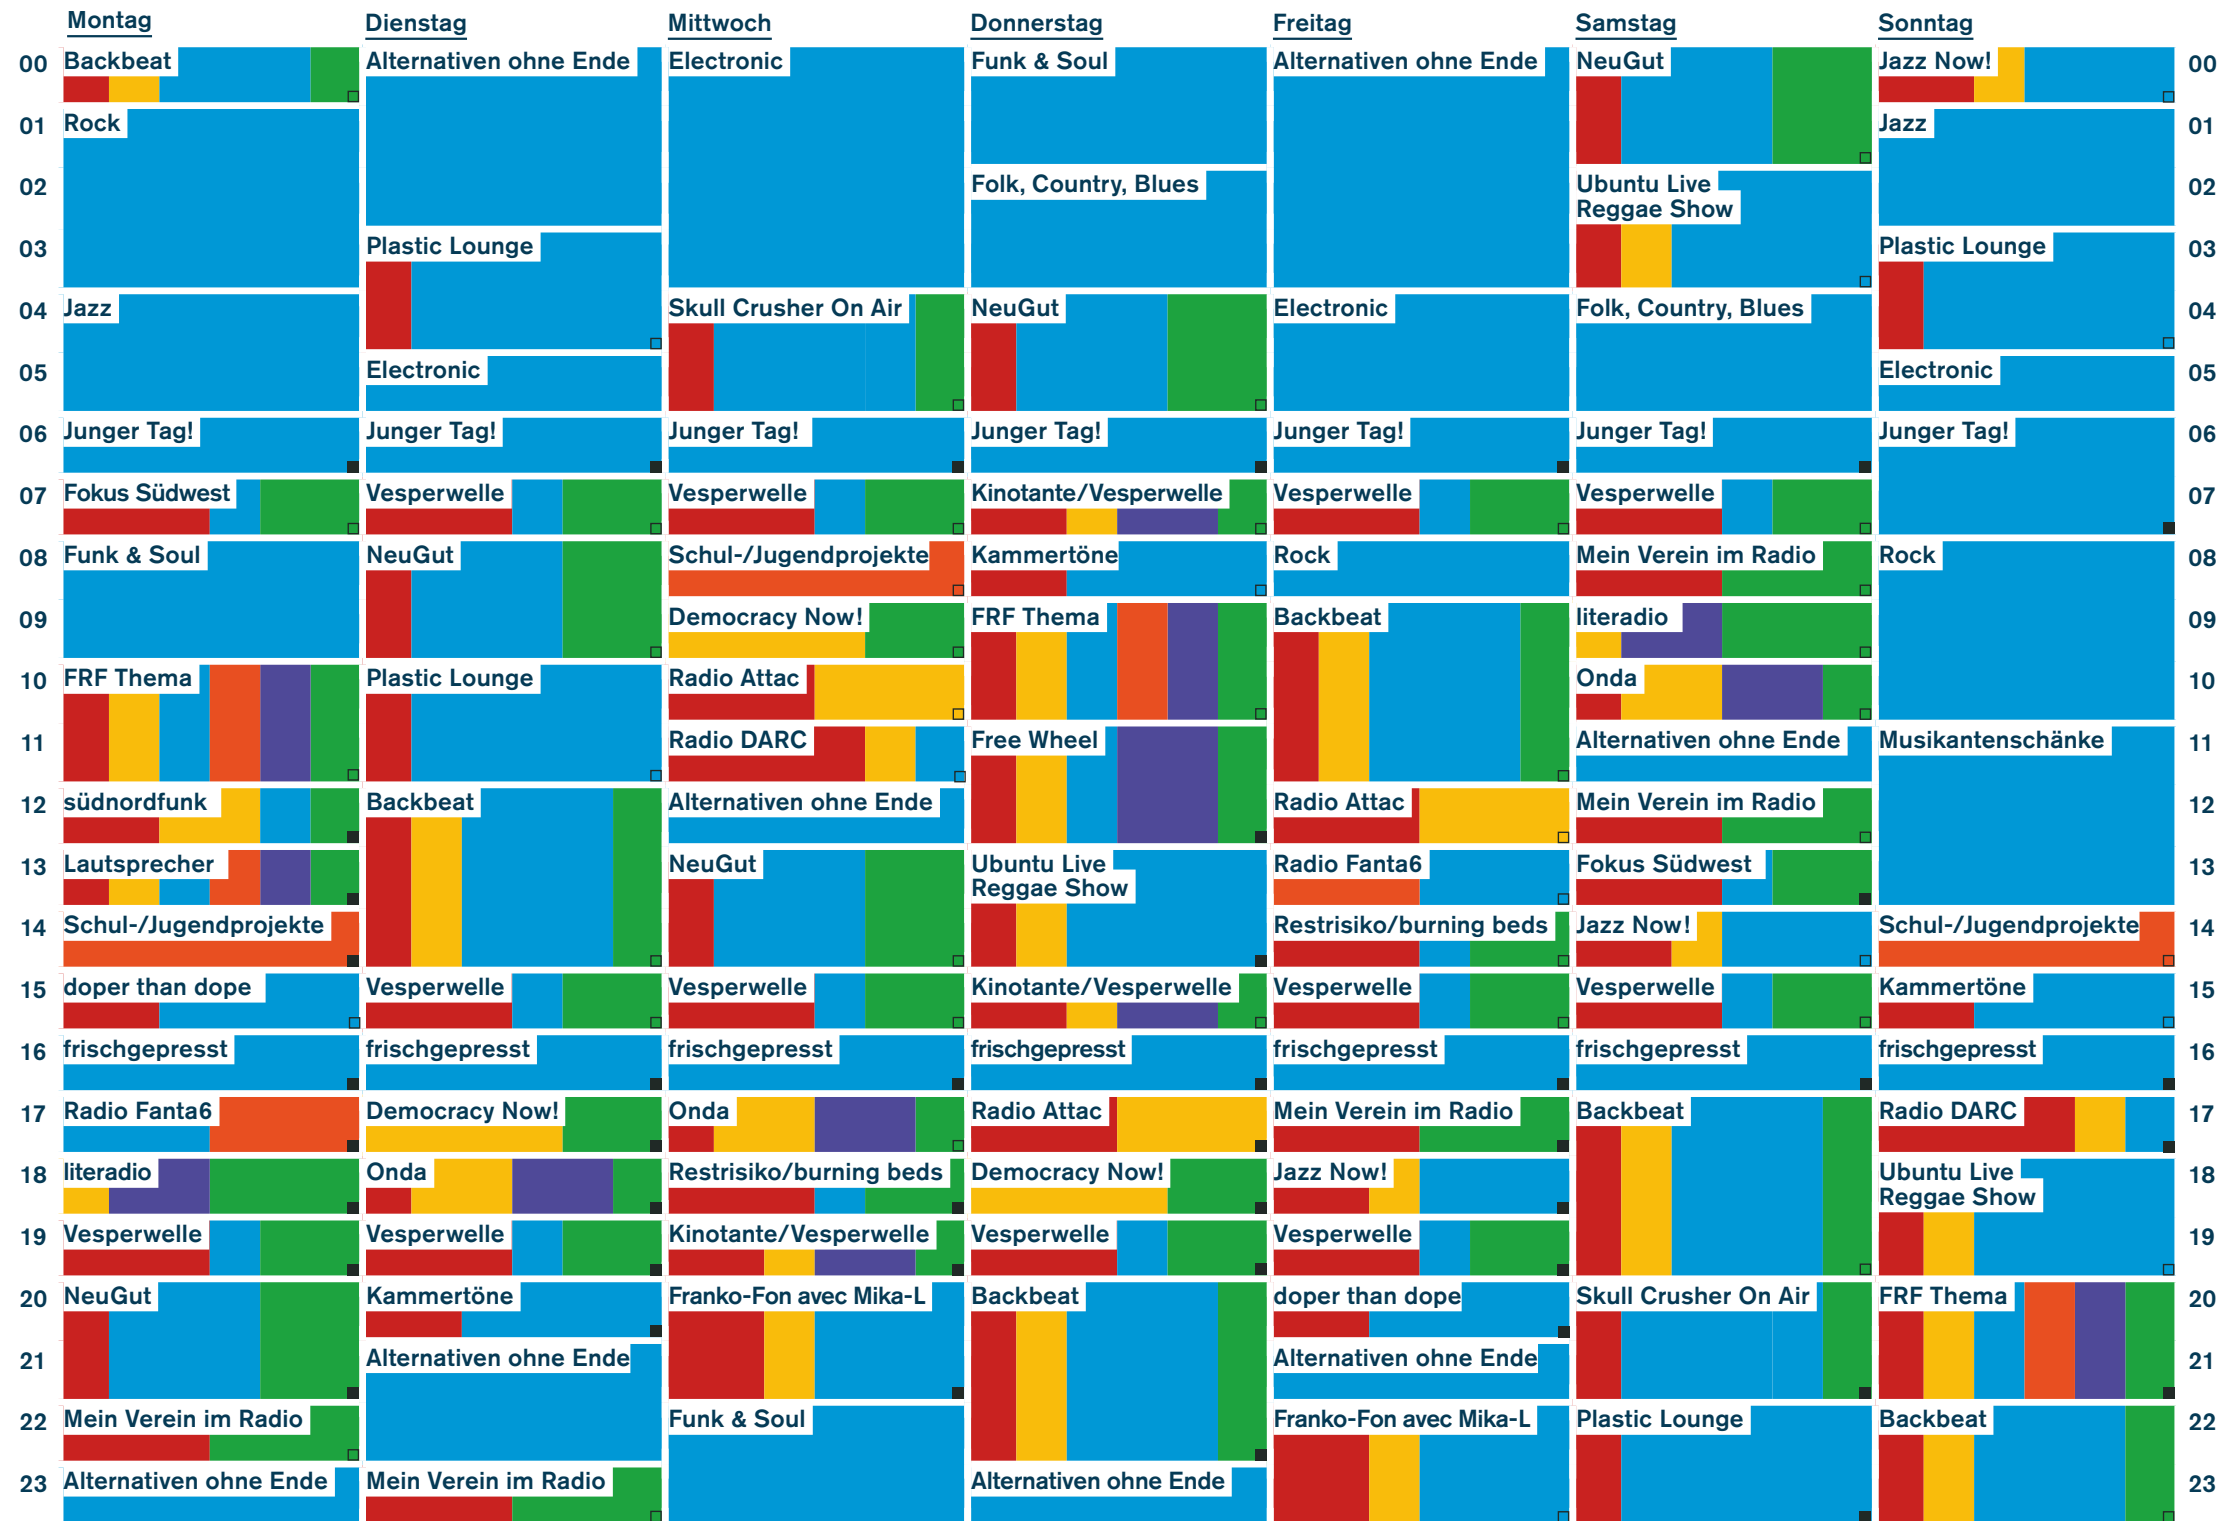 Montag Dienstag Mittwoch Donnerstag Freitag Samstag Sonntag
00 Backbeat Alternativen ohne Ende Electronic Funk & Soul Alternativen ohne Ende NeuGut Jazz Now! 00
01 Rock Jazz 01
02 Folk, Country, Blues Ubuntu Live 02
Reggae Show
03 Plastic Lounge Plastic Lounge 03
04 Jazz Skull Crusher On Air NeuGut Electronic Folk, Country, Blues 04
05 Electronic Electronic 05
06 Junger Tag! Junger Tag! Junger Tag! Junger Tag! Junger Tag! Junger Tag! Junger Tag! 06
07 Fokus Südwest Vesperwelle Vesperwelle Kinotante/Vesperwelle Vesperwelle Vesperwelle 07
08 Funk & Soul NeuGut Schul-/Jugendprojekte Kammertöne Rock Mein Verein im Radio Rock 08
09 Democracy Now! FRF Thema Backbeat literadio 09
10 FRF Thema Plastic Lounge Radio Attac Onda 10
11 Radio DARC Free Wheel Alternativen ohne Ende Musikantenschänke 11
12 südnordfunk Backbeat Alternativen ohne Ende Radio Attac Mein Verein im Radio 12
13 Lautsprecher NeuGut Ubuntu Live Radio Fanta6 Fokus Südwest 13
Reggae Show
14 Schul-/Jugendprojekte Restrisiko/burning beds Jazz Now! Schul-/Jugendprojekte 14
15 doper than dope Vesperwelle Vesperwelle Kinotante/Vesperwelle Vesperwelle Vesperwelle Kammertöne 15
16 frischgepresst frischgepresst frischgepresst frischgepresst frischgepresst frischgepresst frischgepresst 16
17 Radio Fanta6 Democracy Now! Onda Radio Attac Mein Verein im Radio Backbeat Radio DARC 17
18 literadio Onda Restrisiko/burning beds Democracy Now! Jazz Now! Ubuntu Live 18
Reggae Show
19 Vesperwelle Vesperwelle Kinotante/Vesperwelle Vesperwelle Vesperwelle 19
20 NeuGut Kammertöne Franko-Fon avec Mika-L Backbeat doper than dope Skull Crusher On Air FRF Thema 20
21 Alternativen ohne Ende Alternativen ohne Ende 21
22 Mein Verein im Radio Funk & Soul Franko-Fon avec Mika-L Plastic Lounge Backbeat 22
23 Alternativen ohne Ende Mein Verein im Radio Alternativen ohne Ende 23